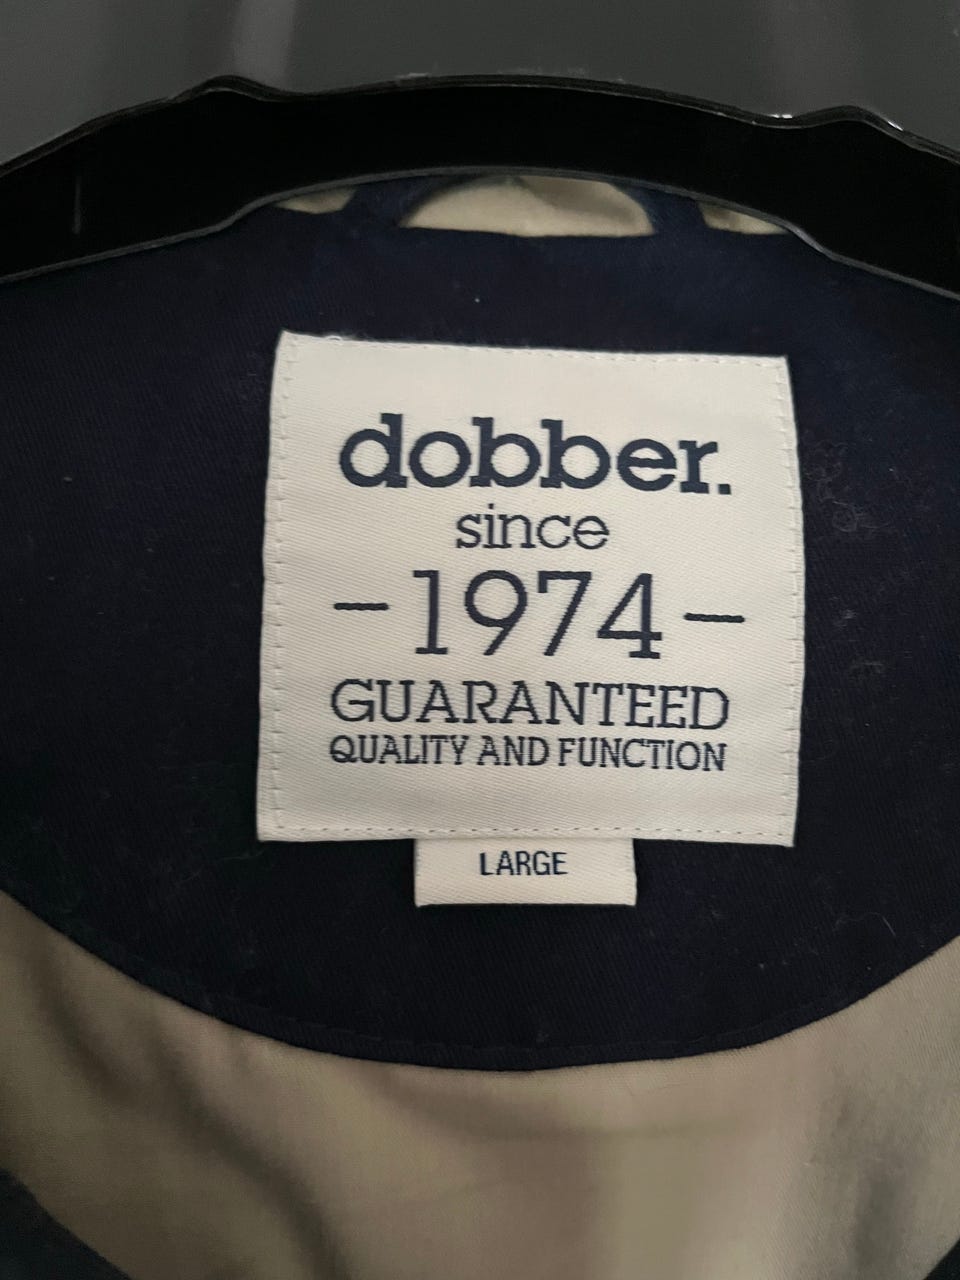 dobber.
since
-1974-
GUARANTEED
QUALITY AND FUNCTION
LARGE